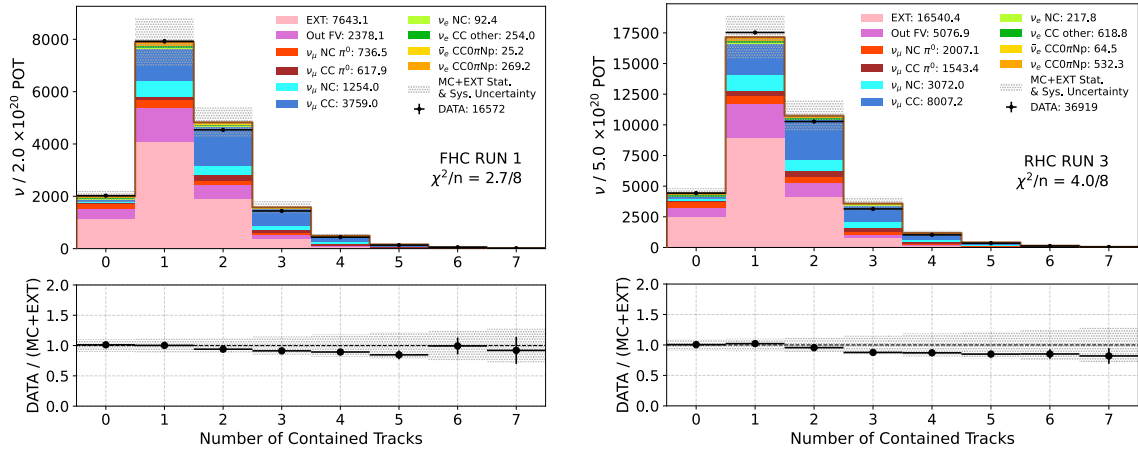 EXT: 7643.1
Out FV: 2378.1
ν_μ NC π⁰: 736.5
ν_μ CC π⁰: 617.9
ν_μ NC: 1254.0
ν_μ CC: 3759.0
ν_e NC: 92.4
ν_e CC other: 254.0
ν̄_e CC0πNp: 25.2
ν_e CC0πNp: 269.2
MC+EXT Stat.
& Sys. Uncertainty
DATA: 16572
FHC RUN 1
χ²/n = 2.7/8
ν / 2.0 ×10²⁰ POT
8000
6000
4000
2000
0
0 1 2 3 4 5 6 7
DATA / (MC+EXT)
2.0
1.5
1.0
0.5
0.0
0 1 2 3 4 5 6 7
Number of Contained Tracks
EXT: 16540.4
Out FV: 5076.9
ν_μ NC π⁰: 2007.1
ν_μ CC π⁰: 1543.4
ν_μ NC: 3072.0
ν_μ CC: 8007.2
ν_e NC: 217.8
ν_e CC other: 618.8
ν̄_e CC0πNp: 64.5
ν_e CC0πNp: 532.3
MC+EXT Stat.
& Sys. Uncertainty
DATA: 36919
RHC RUN 3
χ²/n = 4.0/8
ν / 5.0 ×10²⁰ POT
17500
15000
12500
10000
7500
5000
2500
0
0 1 2 3 4 5 6 7
DATA / (MC+EXT)
2.0
1.5
1.0
0.5
0.0
0 1 2 3 4 5 6 7
Number of Contained Tracks